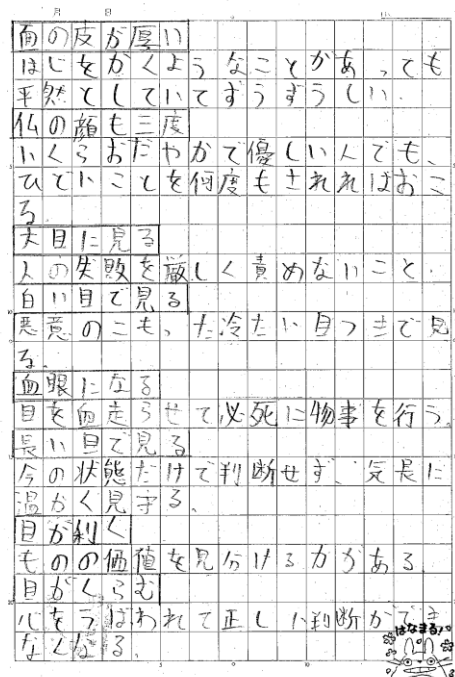 月 日
面の皮が厚い
はじをかくようなことがあっても
平然としていてずうずうしい.
仏の顔も三度
いくらおだやかで優しい人でも、
ひどいことを何度もされればおこ
る.
大目に見る
人の失敗を厳しく責めないこと.
白い目で見る
悪意のこもった冷たい目つきで見
る.
血眼になる
目を血走らせて必死に物事を行う。
長い目で見る
今の状態だけで判断せず、気長に
温かく見守る.
目が利く
ものの価値を見分ける力がある.
目がくらむ
心をうばわれて正しい判断ができ
なくなる.
はなまる!